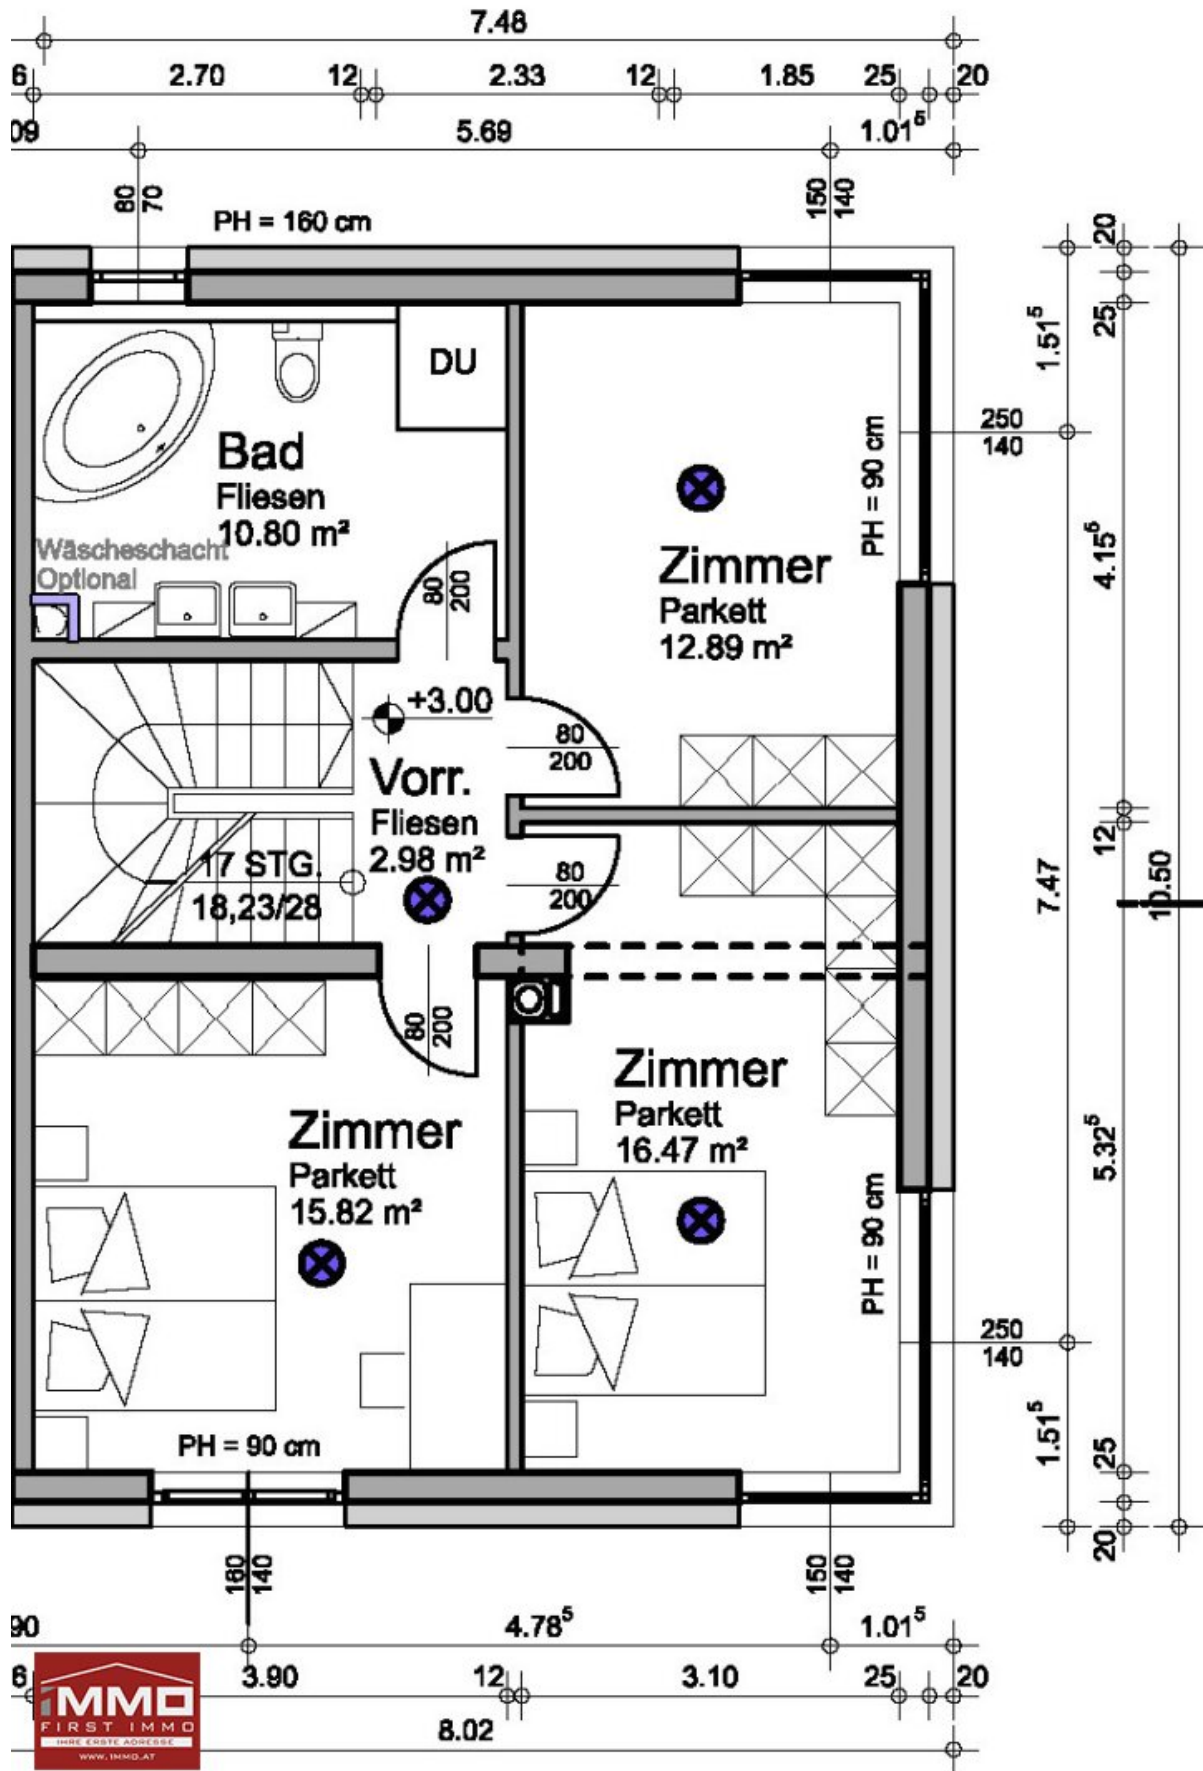 7.48
6 2.70 12 2.33 12 1.85 25 20
09 5.69 1.01⁵
80
70
150
140
PH = 160 cm
20
25
1.51⁵
DU
Bad
Fliesen
10.80 m²
250
140
PH = 90 cm
Wäscheschacht
Optional
80
200
Zimmer
Parkett
12.89 m²
4.15⁵
+3.00
80
200
Vorr.
Fliesen
2.98 m²
12
17 STG.
18,23/28
80
200
7.47
10.50
80
200
Zimmer
Parkett
16.47 m²
Zimmer
Parkett
15.82 m²
5.32⁵
PH = 90 cm
250
140
PH = 90 cm
1.51⁵
25
20
160
140
150
140
90 4.78⁵ 1.01⁵
6 3.90 12 3.10 25 20
8.02
iMMO
FIRST IMMO
IHRE ERSTE ADRESSE
WWW.1MMO.AT